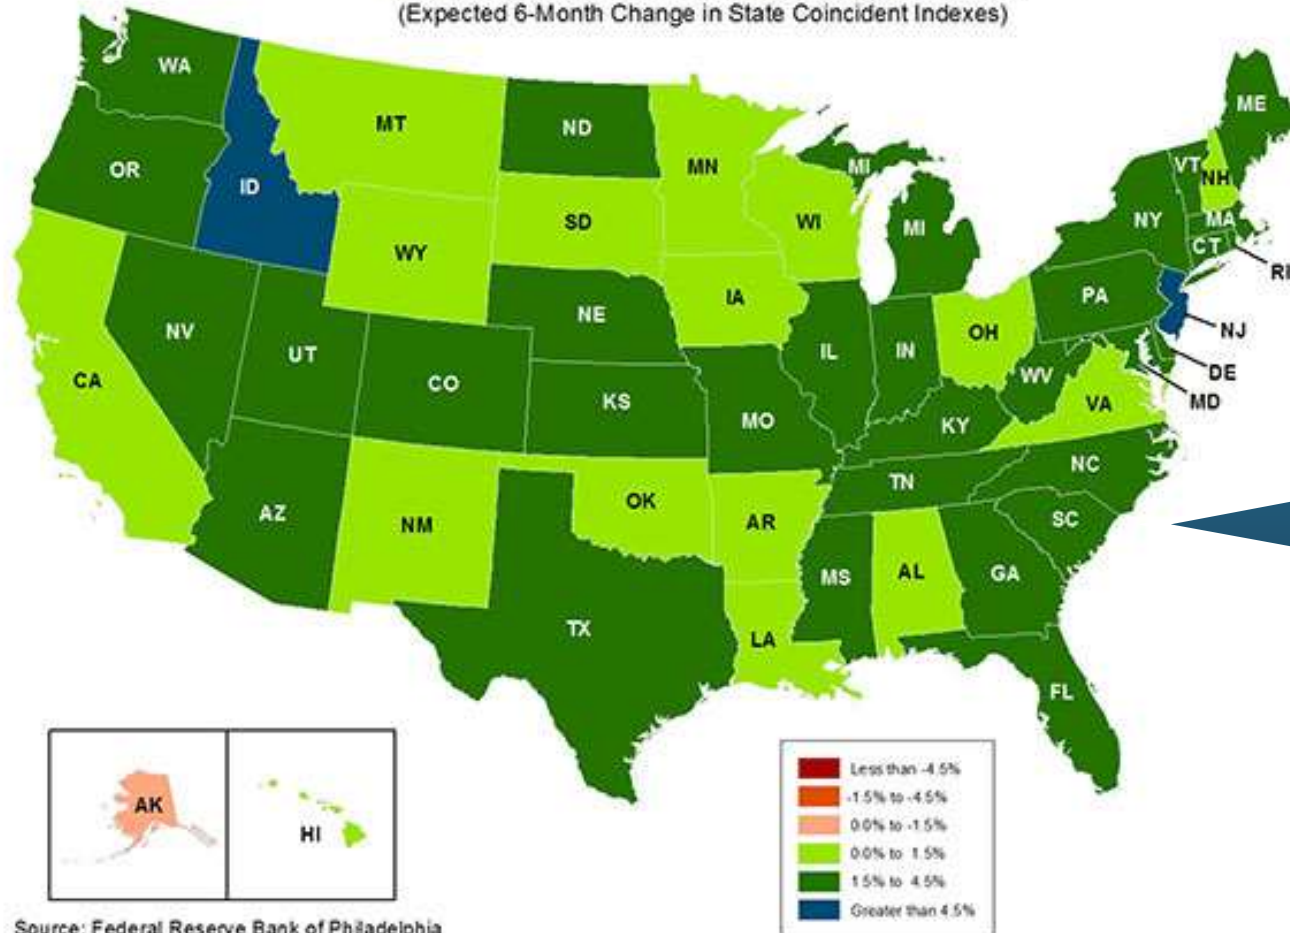 (Expected 6-Month Change in State Coincident Indexes)
WA
ME
MT
ND
VT
MI
MN
OR
NH
ID
NY
MA
SD
WI
MI
CT
WY
RI
PA
IA
NE
NJ
NV
OH
IL
IN
UT
DE
WV
CA
CO
MD
KS
VA
MO
KY
NC
TN
OK
AZ
SC
NM
AR
AL
GA
MS
TX
LA
FL
Less than -4.5%
-1.5% to -4.5%
AK
0.0% to -1.5%
HI
0.0% to 1.5%
1.5% to 4.5%
Greater than 4.5%
Source: Federal Reserve Bank of Philadelphia